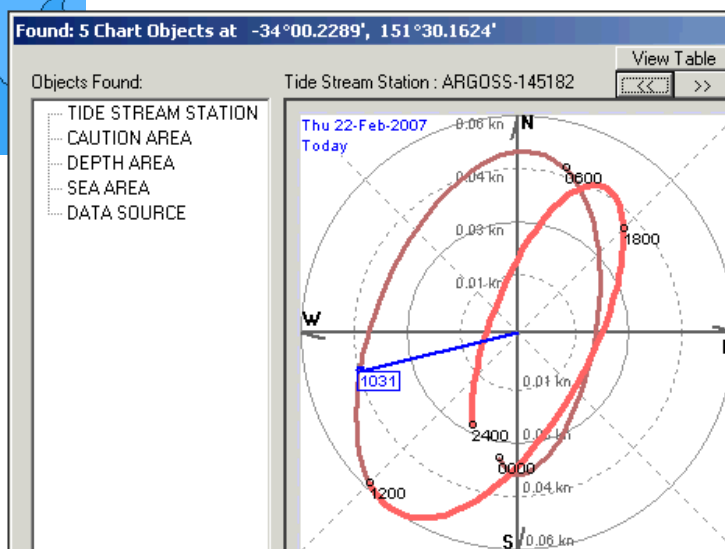 Found: 5 Chart Objects at -34°00.2289', 151°30.1624'
View Table
Objects Found:
Tide Stream Station : ARGOSS-145182
<<
>>
TIDE STREAM STATION
CAUTION AREA
DEPTH AREA
SEA AREA
DATA SOURCE
Thu 22-Feb-2007
Today
0.06 kn
N
0.04 kn
0600
0.03 kn
1800
0.01 kn
W
1031
0.01 kn
2400
0000
0.04 kn
1200
S
0.06 kn